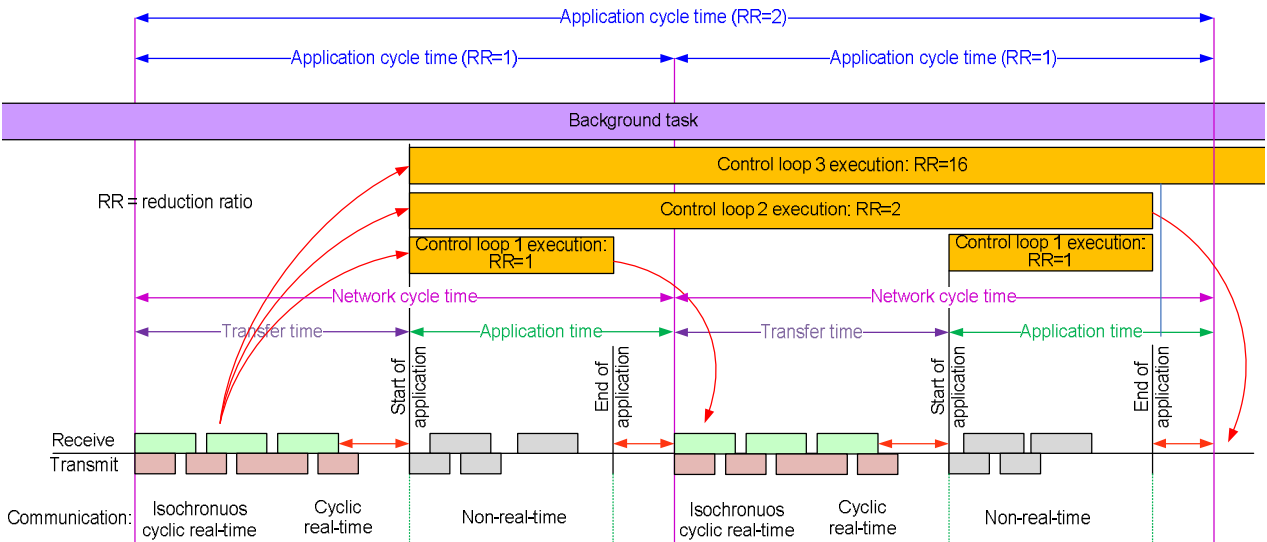 Application cycle time (RR=2)
Application cycle time (RR=1)
Application cycle time (RR=1)
Background task
Control loop 3 execution: RR=16
RR = reduction ratio
Control loop 2 execution: RR=2
Control loop 1 execution:
RR=1
Control loop 1 execution:
RR=1
Network cycle time
Network cycle time
Transfer time
Application time
Transfer time
Application time
Start of
application
End of
application
Start of
application
End of
application
Receive
Transmit
Communication:
Isochronuos
cyclic real-time
Cyclic
real-time
Non-real-time
Isochronuos
cyclic real-time
Cyclic
real-time
Non-real-time